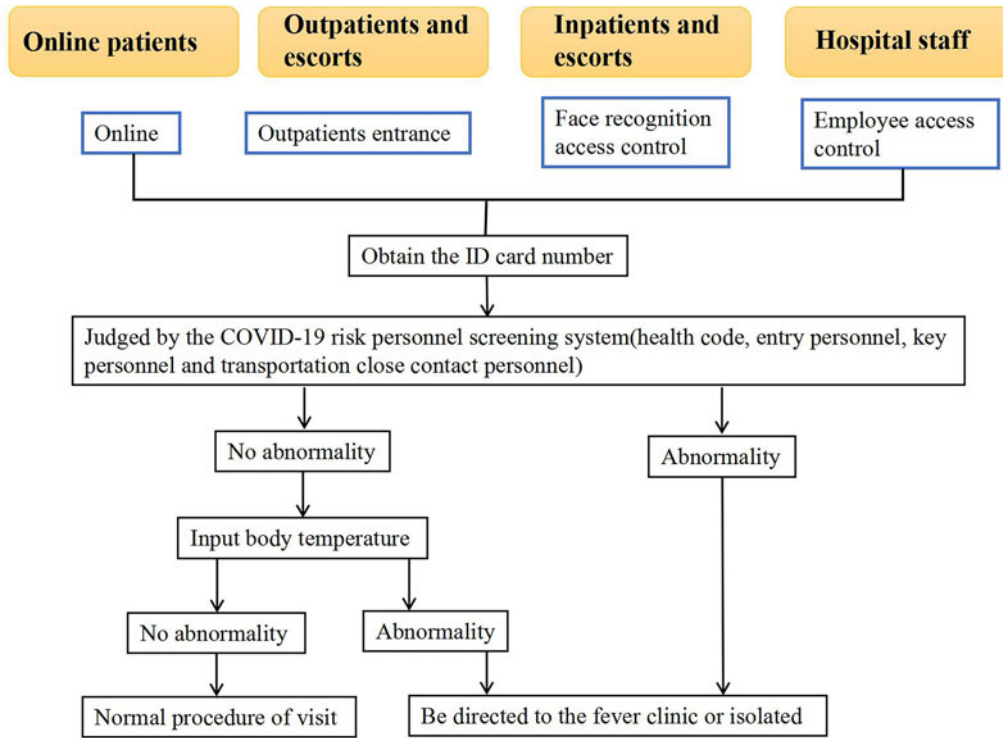 Online patients
Outpatients and
escorts
Inpatients and
escorts
Hospital staff
Online
Outpatients entrance
Face recognition
access control
Employee access
control
Obtain the ID card number
Judged by the COVID-19 risk personnel screening system(health code, entry personnel, key
personnel and transportation close contact personnel)
No abnormality
Abnormality
Input body temperature
No abnormality
Abnormality
Normal procedure of visit
Be directed to the fever clinic or isolated